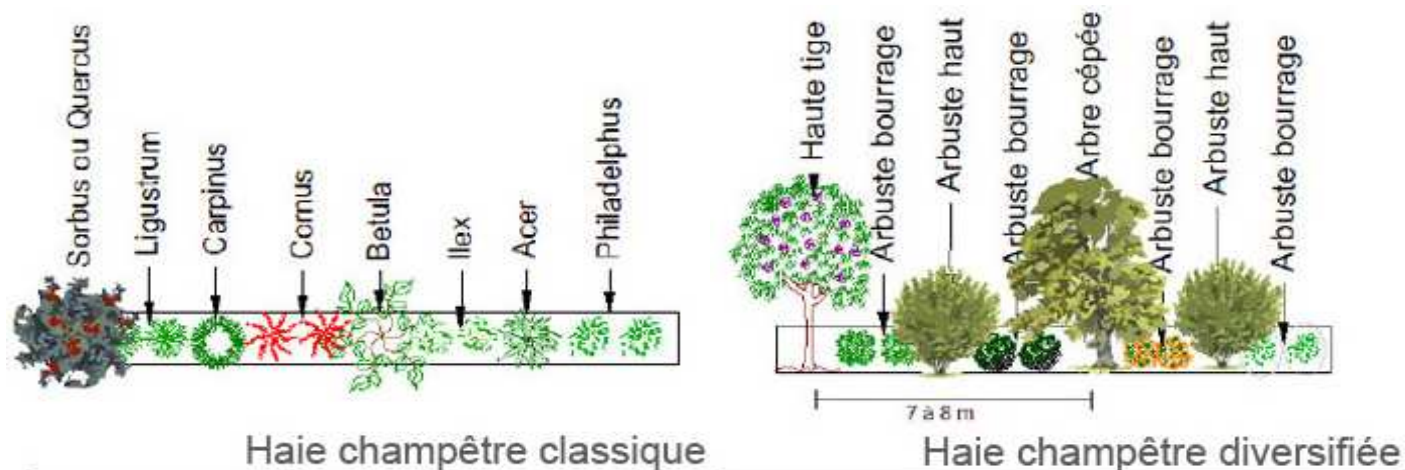 Sorbus ou Quercus
Ligustrum
Carpinus
Cornus
Betula
Ilex
Acer
Philadelphus
Haie champêtre classique
Haute tige
Arbuste bourrage
Arbuste haut
Arbuste bourrage
Arbre cépée
Arbuste bourrage
Arbuste haut
Arbuste bourrage
7 à 8 m
Haie champêtre diversifiée